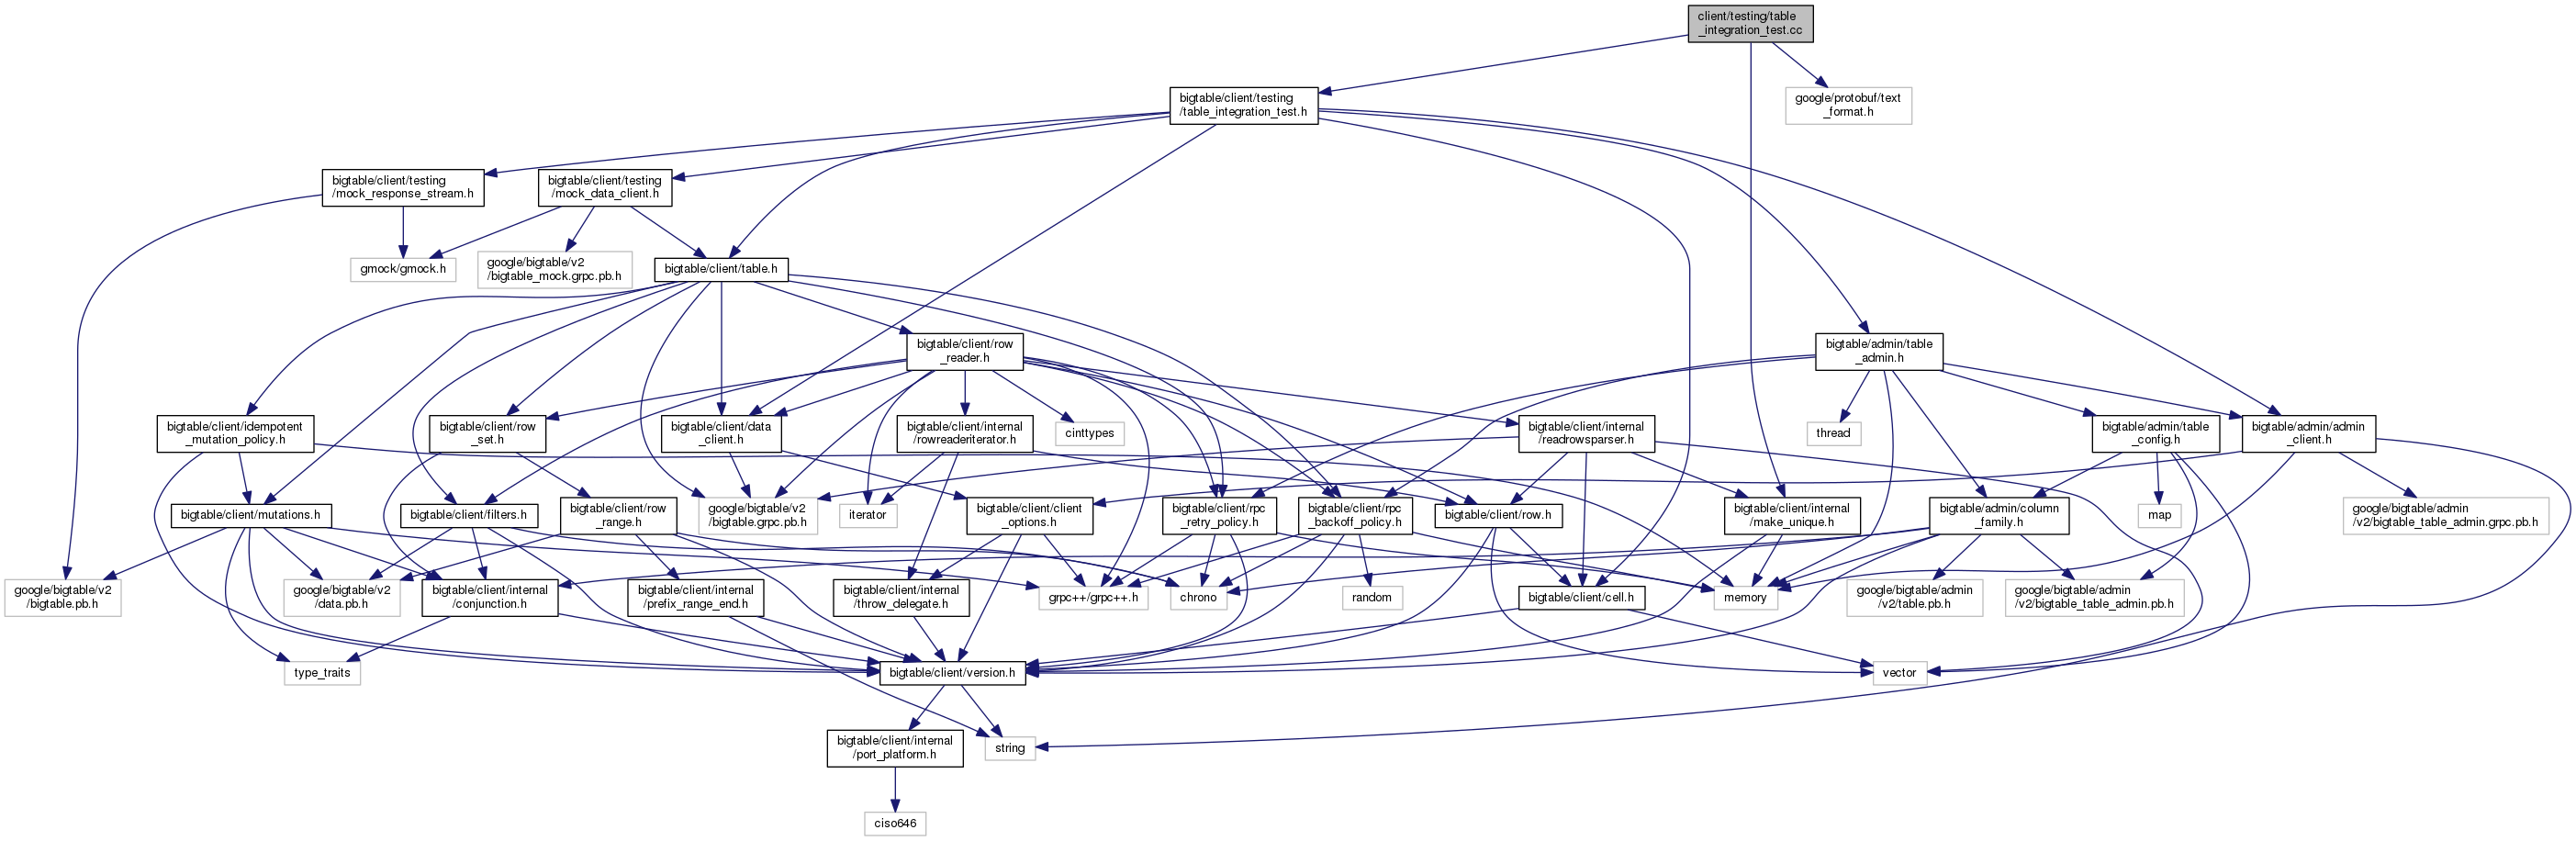 client/testing/table
_integration_test.cc
bigtable/client/testing
/table_integration_test.h
google/protobuf/text
_format.h
bigtable/client/testing
/mock_response_stream.h
bigtable/client/testing
/mock_data_client.h
gmock/gmock.h
google/bigtable/v2
/bigtable_mock.grpc.pb.h
bigtable/client/table.h
bigtable/client/row
_reader.h
bigtable/admin/table
_admin.h
bigtable/client/idempotent
_mutation_policy.h
bigtable/client/row
_set.h
bigtable/client/data
_client.h
bigtable/client/internal
/rowreaderiterator.h
cinttypes
bigtable/client/internal
/readrowsparser.h
thread
bigtable/admin/table
_config.h
bigtable/admin/admin
_client.h
bigtable/client/mutations.h
bigtable/client/filters.h
bigtable/client/row
_range.h
google/bigtable/v2
/bigtable.grpc.pb.h
iterator
bigtable/client/client
_options.h
bigtable/client/rpc
_retry_policy.h
bigtable/client/rpc
_backoff_policy.h
bigtable/client/row.h
bigtable/client/internal
/make_unique.h
bigtable/admin/column
_family.h
map
google/bigtable/admin
/v2/bigtable_table_admin.grpc.pb.h
google/bigtable/v2
/bigtable.pb.h
google/bigtable/v2
/data.pb.h
bigtable/client/internal
/conjunction.h
bigtable/client/internal
/prefix_range_end.h
bigtable/client/internal
/throw_delegate.h
grpc++/grpc++.h
chrono
random
bigtable/client/cell.h
memory
google/bigtable/admin
/v2/table.pb.h
google/bigtable/admin
/v2/bigtable_table_admin.pb.h
type_traits
bigtable/client/version.h
vector
bigtable/client/internal
/port_platform.h
string
ciso646